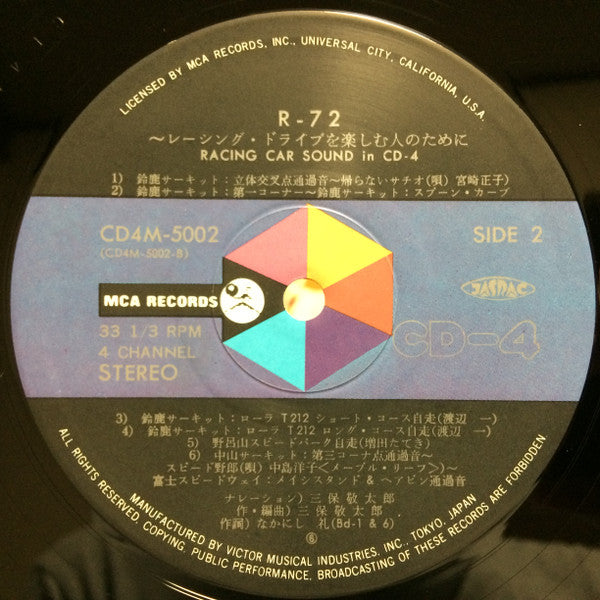 LICENSED BY MCA RECORDS, INC., UNIVERSAL CITY, CALIFORNIA, U.S.A.
R-72
〜レーシング・ドライブを楽しむ人のために
RACING CAR SOUND in CD-4
1) 鈴鹿サーキット:立体交叉点通過音〜帰らないサチオ(唄)宮崎正子
2) 鈴鹿サーキット:第一コーナー〜鈴鹿サーキット:スプーン・カーブ
CD4M-5002
(CD4M-5002-B)
SIDE 2
MCA RECORDS
JASRAC
33 1/3 RPM
4 CHANNEL
STEREO
CD-4
3) 鈴鹿サーキット:ローラ T212 ショート・コース自走(渡辺 一)
4) 鈴鹿サーキット:ローラ T212 ロング・コース自走(渡辺 一)
5) 野呂山スピードパーク自走(増田たてき)
6) 中山サーキット:第三コーナ点通過音〜
スピード野郎(唄)中島洋子<メープル・リーフ>)〜
富士スピードウェイ:メイシスタンド & ヘアピン通過音
ナレーション)三保敬太郎
作・編曲)三保敬太郎
作詞)なかにし 礼(Bd-1 & 6)
⑥
ALL RIGHTS RESERVED, COPYING, PUBLIC PERFORMANCE, BROADCASTING OF THESE RECORDS ARE FORBIDDEN
MANUFACTURED BY VICTOR MUSICAL INDUSTRIES, INC., TOKYO, JAPAN